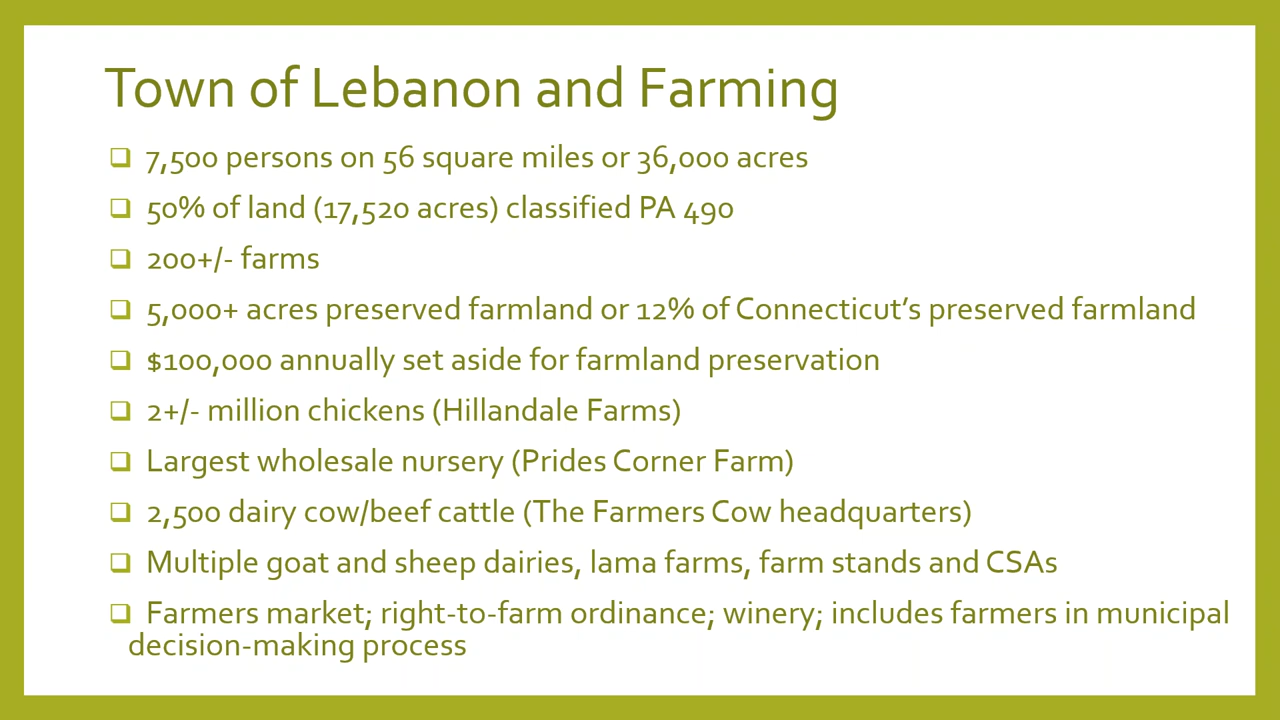 Town of Lebanon and Farming
❑ 7,500 persons on 56 square miles or 36,000 acres
❑ 50% of land (17,520 acres) classified PA 490
❑ 200+/- farms
❑ 5,000+ acres preserved farmland or 12% of Connecticut’s preserved farmland
❑ $100,000 annually set aside for farmland preservation
❑ 2+/- million chickens (Hillandale Farms)
❑ Largest wholesale nursery (Prides Corner Farm)
❑ 2,500 dairy cow/beef cattle (The Farmers Cow headquarters)
❑ Multiple goat and sheep dairies, lama farms, farm stands and CSAs
❑ Farmers market; right-to-farm ordinance; winery; includes farmers in municipal
decision-making process